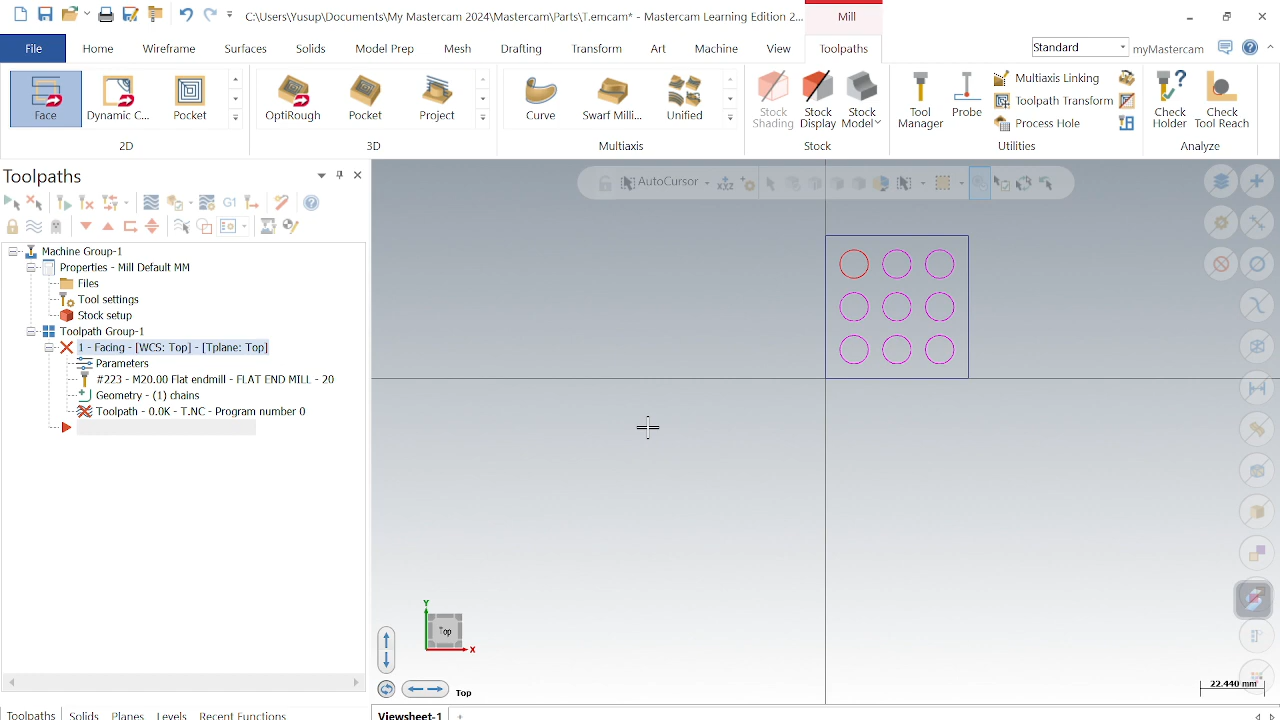 C:\Users\Yusup\Documents\My Mastercam 2024\Mastercam\Parts\T.emcam* - Mastercam Learning Edition 2...
Mill
File Home Wireframe Surfaces Solids Model Prep Mesh Drafting Transform Art Machine View Toolpaths Standard myMastercam
Face Dynamic C... Pocket OptiRough Pocket Project Curve Swarf Milli... Unified Stock Shading Stock Display Stock Model Tool Manager Probe Multiaxis Linking Check Holder Check Tool Reach
Toolpath Transform
Process Hole
2D 3D Multiaxis Stock Utilities Analyze
Toolpaths
AutoCursor
G1
Machine Group-1
Properties - Mill Default MM
Files
Tool settings
Stock setup
Toolpath Group-1
1 - Facing - [WCS: Top] - [Tplane: Top]
Parameters
#223 - M20.00 Flat endmill - FLAT END MILL - 20
Geometry - (1) chains
Toolpath - 0.0K - T.NC - Program number 0
Y
Top
X
Top
22.440 mm
Toolpaths Solids Planes Levels Recent Functions Viewsheet-1 +